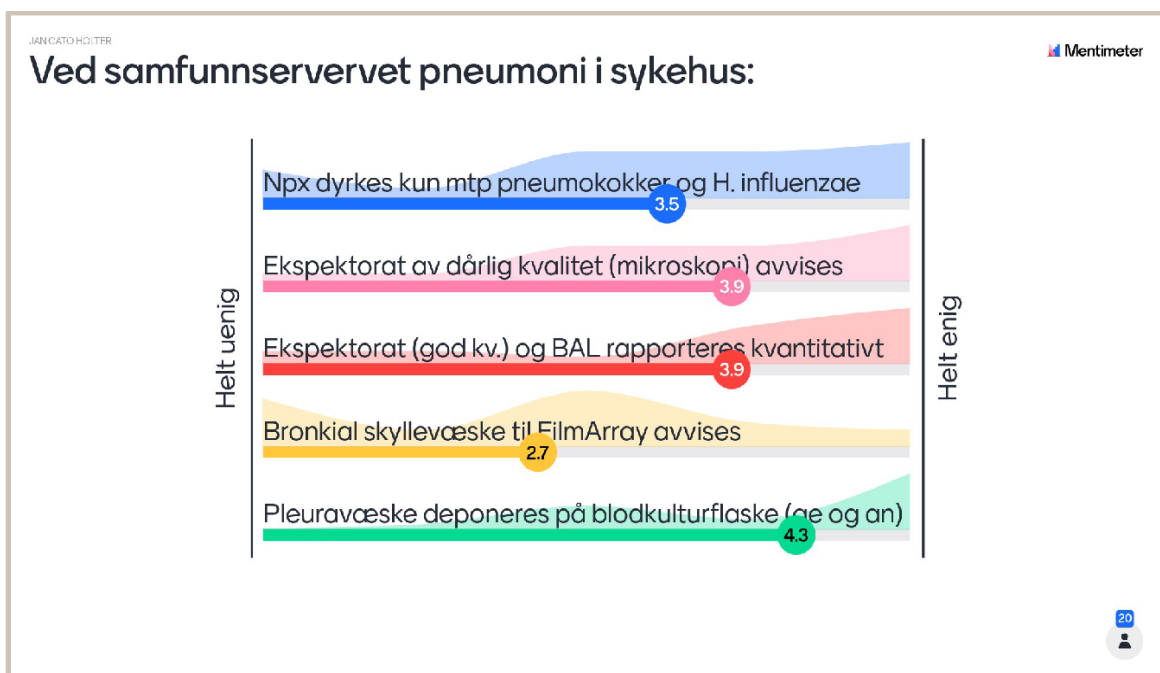 JAN CATO HOLTER
Mentimeter
Ved samfunnservervet pneumoni i sykehus:
Helt uenig
Npx dyrkes kun mtp pneumokokker og H. influenzae
3.5
Ekspektorat av dårlig kvalitet (mikroskopi) avvises
3.9
Ekspektorat (god kv.) og BAL rapporteres kvantitativt
3.9
Bronkial skyllevæske til FilmArray avvises
2.7
Pleuravæske deponeres på blodkulturflaske (ae og an)
4.3
Helt enig
20